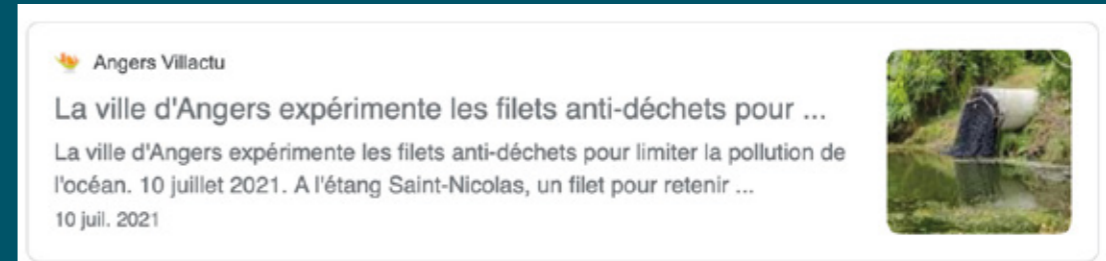 Angers Villactu
La ville d'Angers expérimente les filets anti-déchets pour ...
La ville d'Angers expérimente les filets anti-déchets pour limiter la pollution de
l'océan. 10 juillet 2021. A l'étang Saint-Nicolas, un filet pour retenir ...
10 juil. 2021